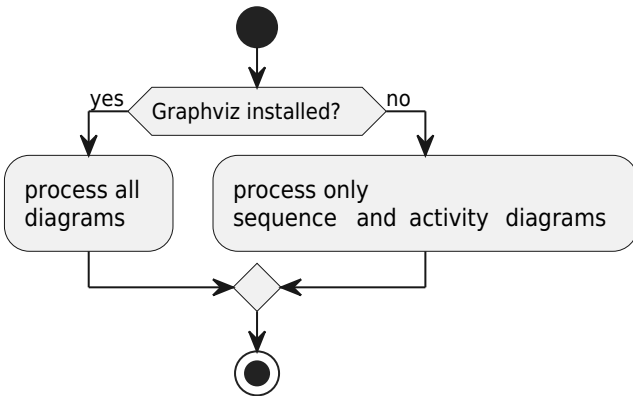 yes
Graphviz installed?
no
process all
diagrams
process only
sequence and activity diagrams